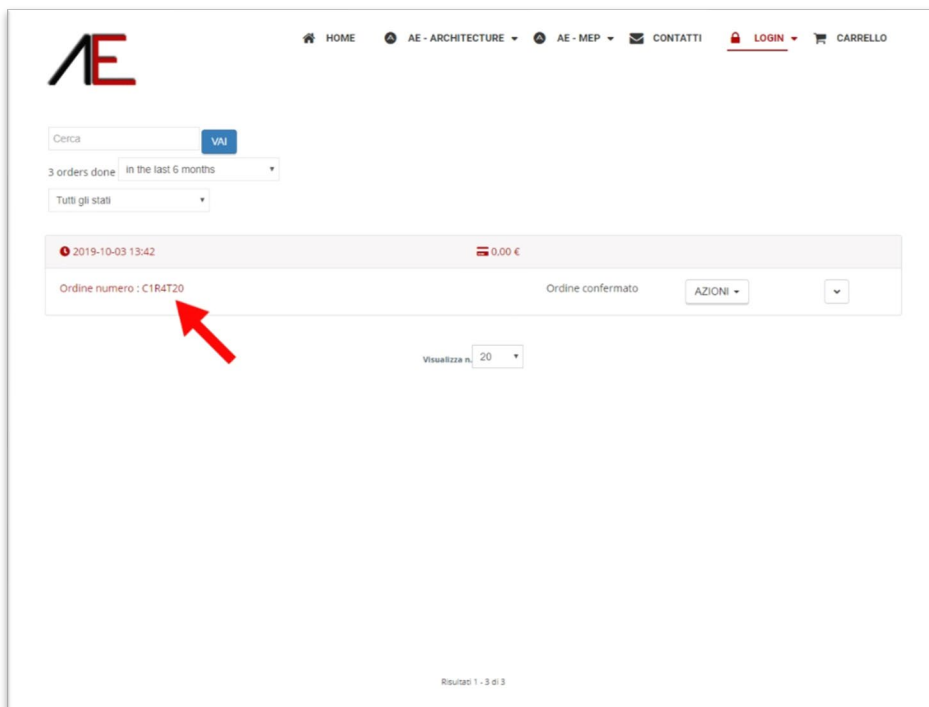 AE
HOME AE - ARCHITECTURE AE - MEP CONTATTI LOGIN CARRELLO
Cerca VAI
3 orders done in the last 6 months
Tutti gli stati
2019-10-03 13:42 0,00 €
Ordine numero : C1R4T20 Ordine confermato AZIONI
Visualizza n. 20
Risultati 1 - 3 di 3